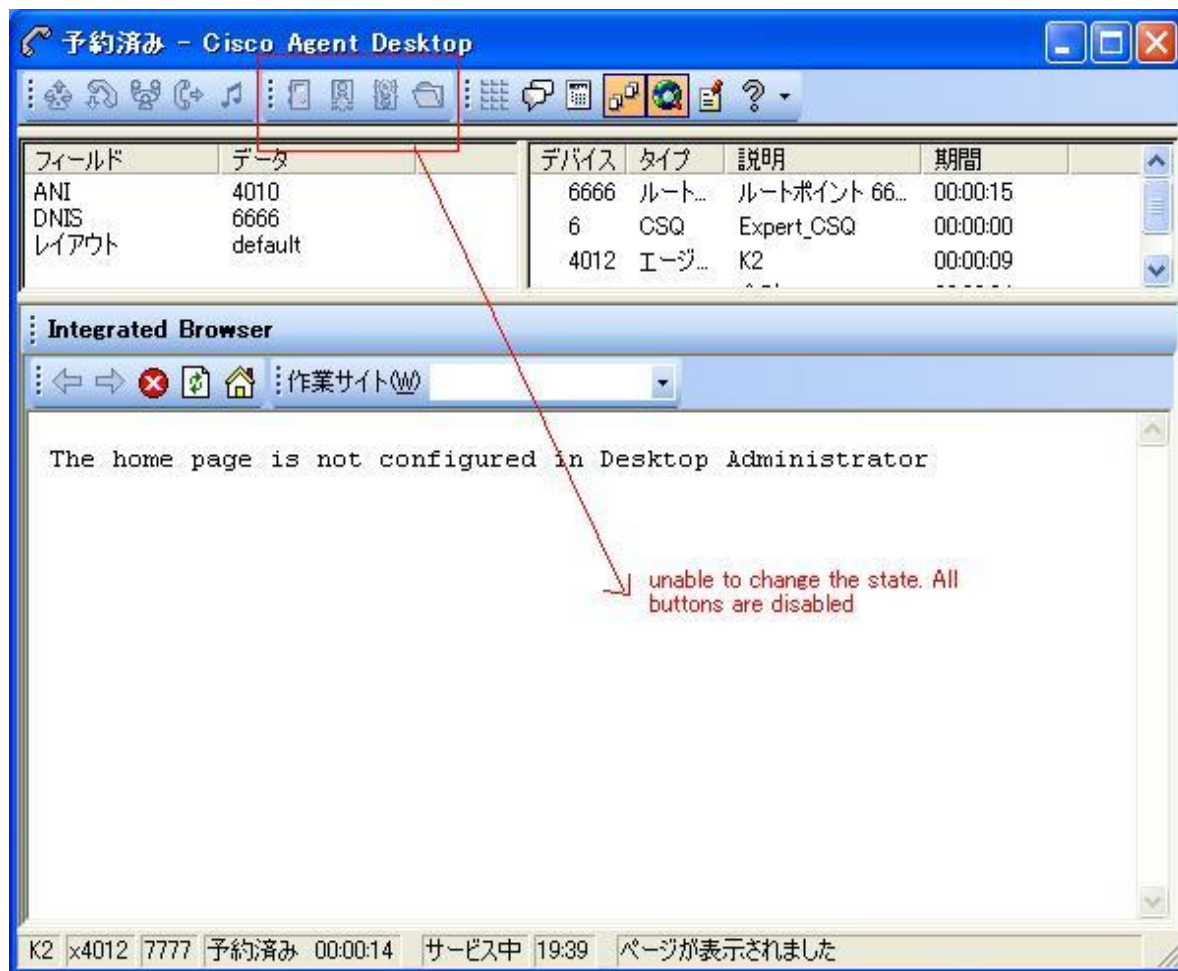 予約済み - Cisco Agent Desktop
フィールド データ
ANI 4010
DNIS 6666
レイアウト default
デバイス タイプ 説明 期間
6666 ルート... ルートポイント 66... 00:00:15
6 CSQ Expert_CSQ 00:00:00
4012 エージ... K2 00:00:09
Integrated Browser
作業サイト(W)
The home page is not configured in Desktop Administrator
unable to change the state. All
buttons are disabled
K2 x4012 7777 予約済み 00:00:14 サービス中 19:39 ページが表示されました